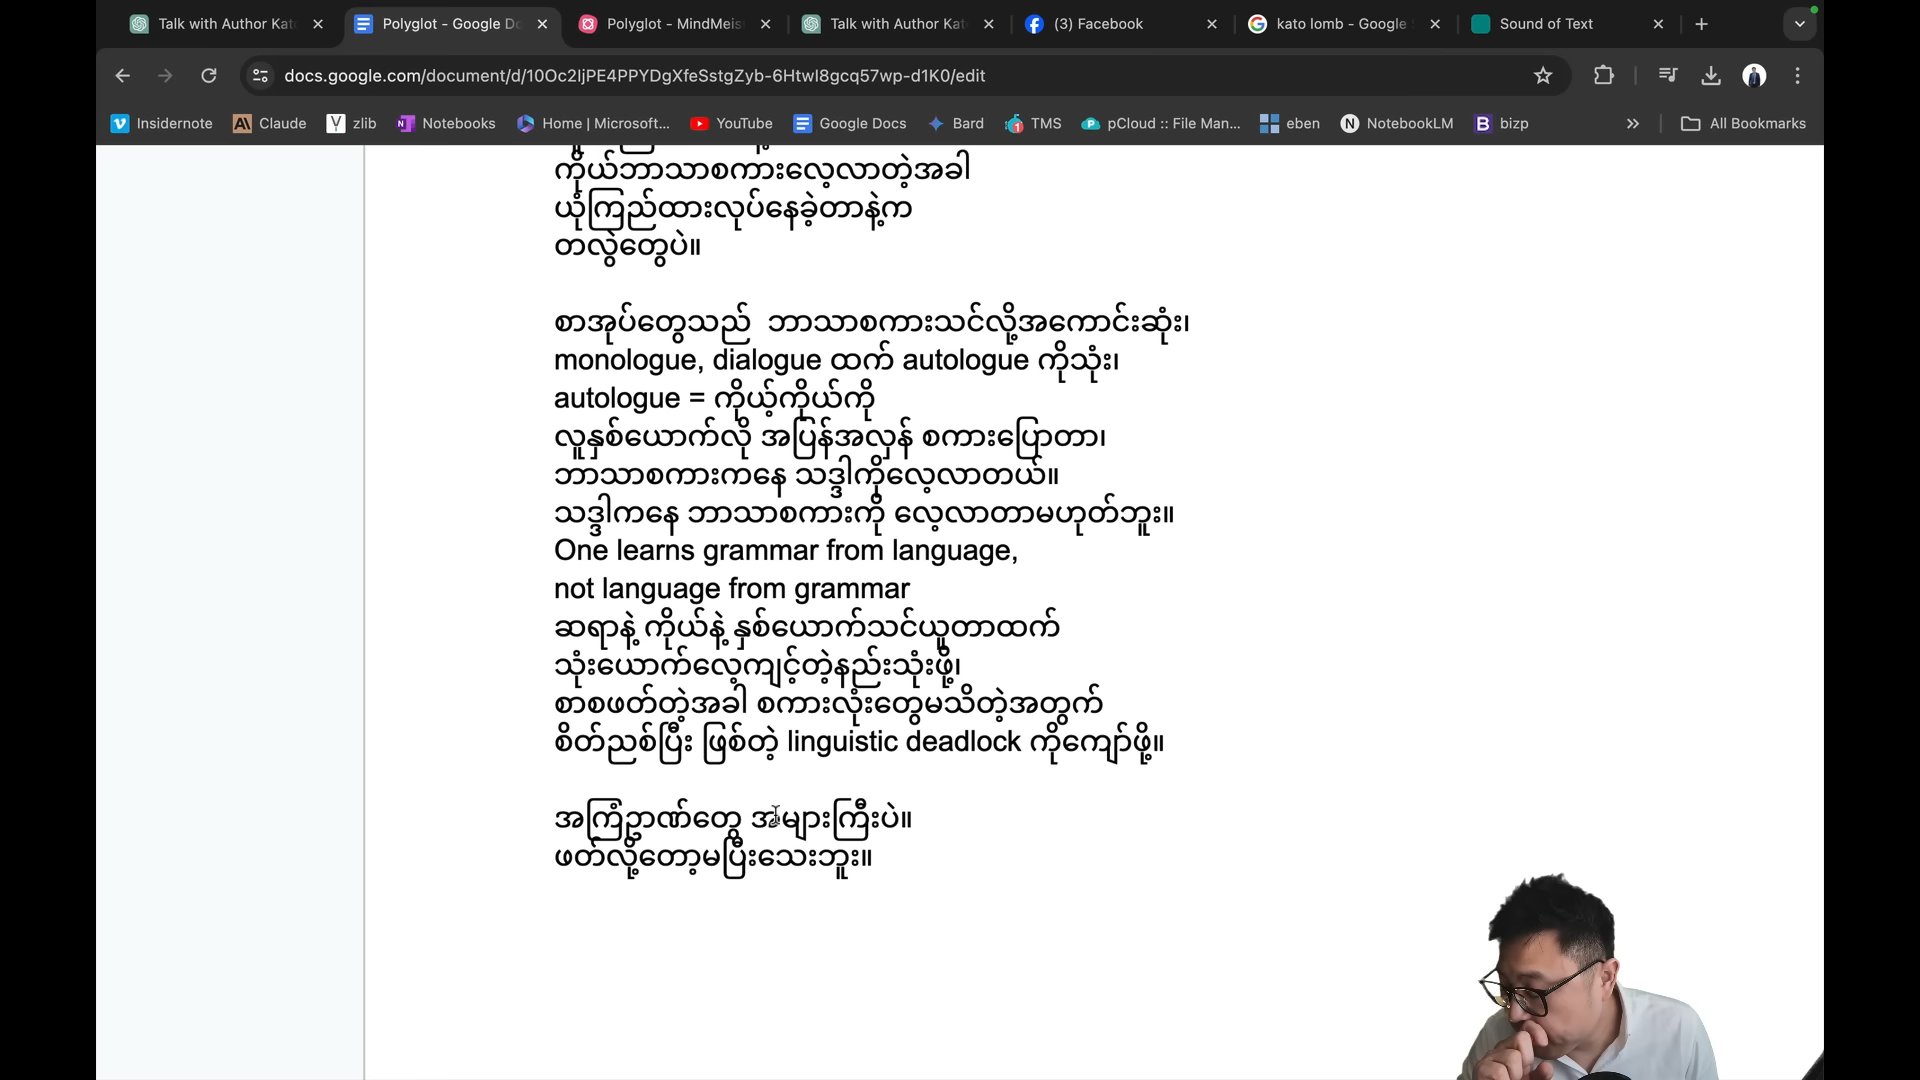 Talk with Author Kat
Polyglot - Google Do
Polyglot - MindMeis
Talk with Author Kat
(3) Facebook
kato lomb - Google
Sound of Text
docs.google.com/document/d/10Oc2IjPE4PPYDgXfeSstgZyb-6Htwl8gcq57wp-d1K0/edit
Insidernote
Claude
zlib
Notebooks
Home | Microsoft...
YouTube
Google Docs
Bard
TMS
pCloud :: File Man...
eben
NotebookLM
bizp
All Bookmarks
ကိုယ်ဘာသာစကားလေ့လာတဲ့အခါ
ယုံကြည်ထားလုပ်နေခဲ့တာနဲ့က
တလွဲတွေပဲ။
စာအုပ်တွေသည် ဘာသာစကားသင်လို့အကောင်းဆုံး၊
monologue, dialogue ထက် autologue ကိုသုံး၊
autologue = ကိုယ့်ကိုယ်ကို
လူနှစ်ယောက်လို အပြန်အလှန် စကားပြောတာ၊
ဘာသာစကားကနေ သဒ္ဒါကိုလေ့လာတယ်။
သဒ္ဒါကနေ ဘာသာစကားကို လေ့လာတာမဟုတ်ဘူး။
One learns grammar from language,
not language from grammar
ဆရာနဲ့ ကိုယ်နဲ့ နှစ်ယောက်သင်ယူတာထက်
သုံးယောက်လေ့ကျင့်တဲ့နည်းသုံးဖို့၊
စာစဖတ်တဲ့အခါ စကားလုံးတွေမသိတဲ့အတွက်
စိတ်ညစ်ပြီး ဖြစ်တဲ့ linguistic deadlock ကိုကျော်ဖို့။
အကြံဥာဏ်တွေ အများကြီးပဲ။
ဖတ်လို့တော့မပြီးသေးဘူး။